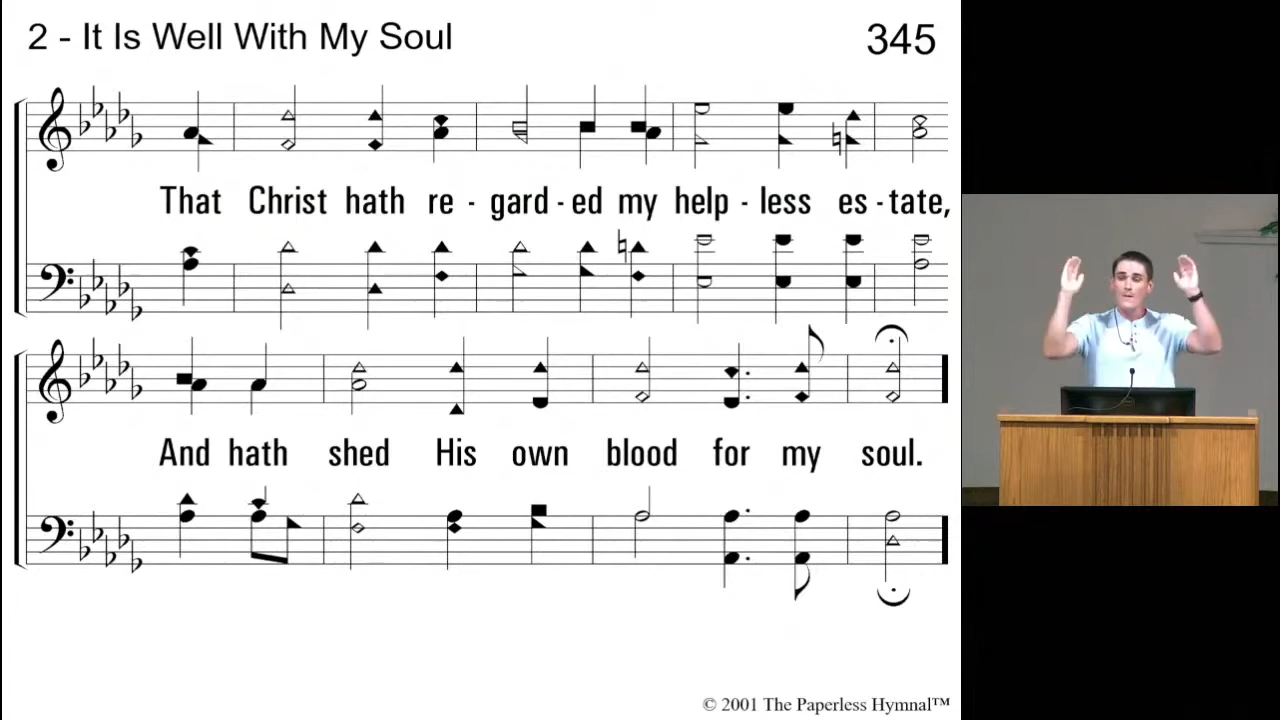 2 - It Is Well With My Soul 345
That Christ hath re - gard - ed my help - less es - tate,
And hath shed His own blood for my soul.
© 2001 The Paperless Hymnal™